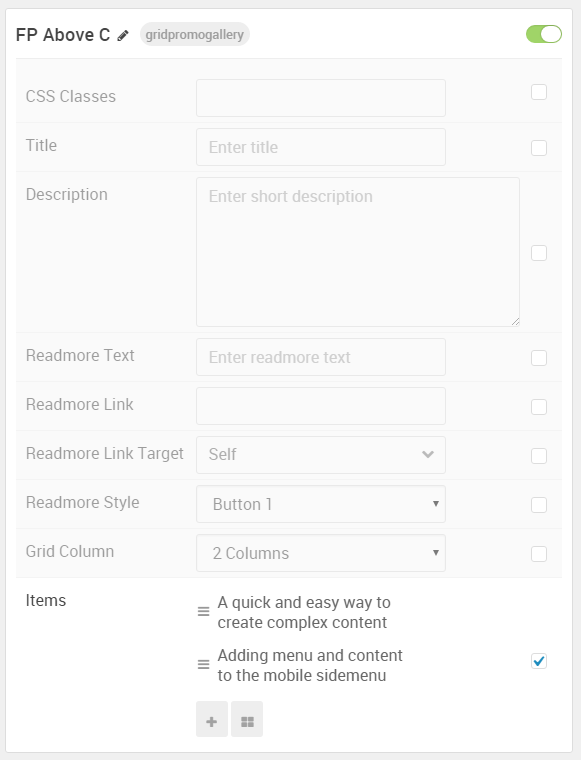 FP Above C gridpromogallery
CSS Classes
Title Enter title
Description Enter short description
Readmore Text Enter readmore text
Readmore Link
Readmore Link Target Self
Readmore Style Button 1
Grid Column 2 Columns
Items A quick and easy way to
create complex content
Adding menu and content
to the mobile sidemenu